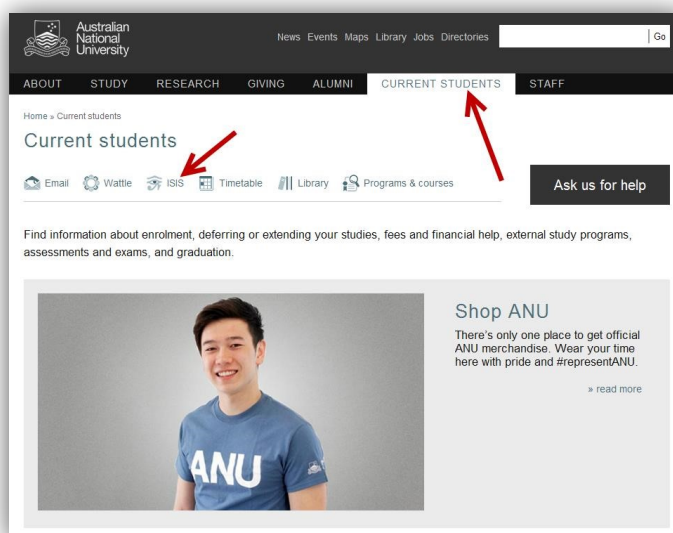 Australian
National
University
News Events Maps Library Jobs Directories Go
ABOUT STUDY RESEARCH GIVING ALUMNI CURRENT STUDENTS STAFF
Home » Current students
Current students
Email Wattle ISIS Timetable Library Programs & courses
Ask us for help
Find information about enrolment, deferring or extending your studies, fees and financial help, external study programs,
assessments and exams, and graduation.
Shop ANU
There's only one place to get official
ANU merchandise. Wear your time
here with pride and #representANU.
» read more
ANU